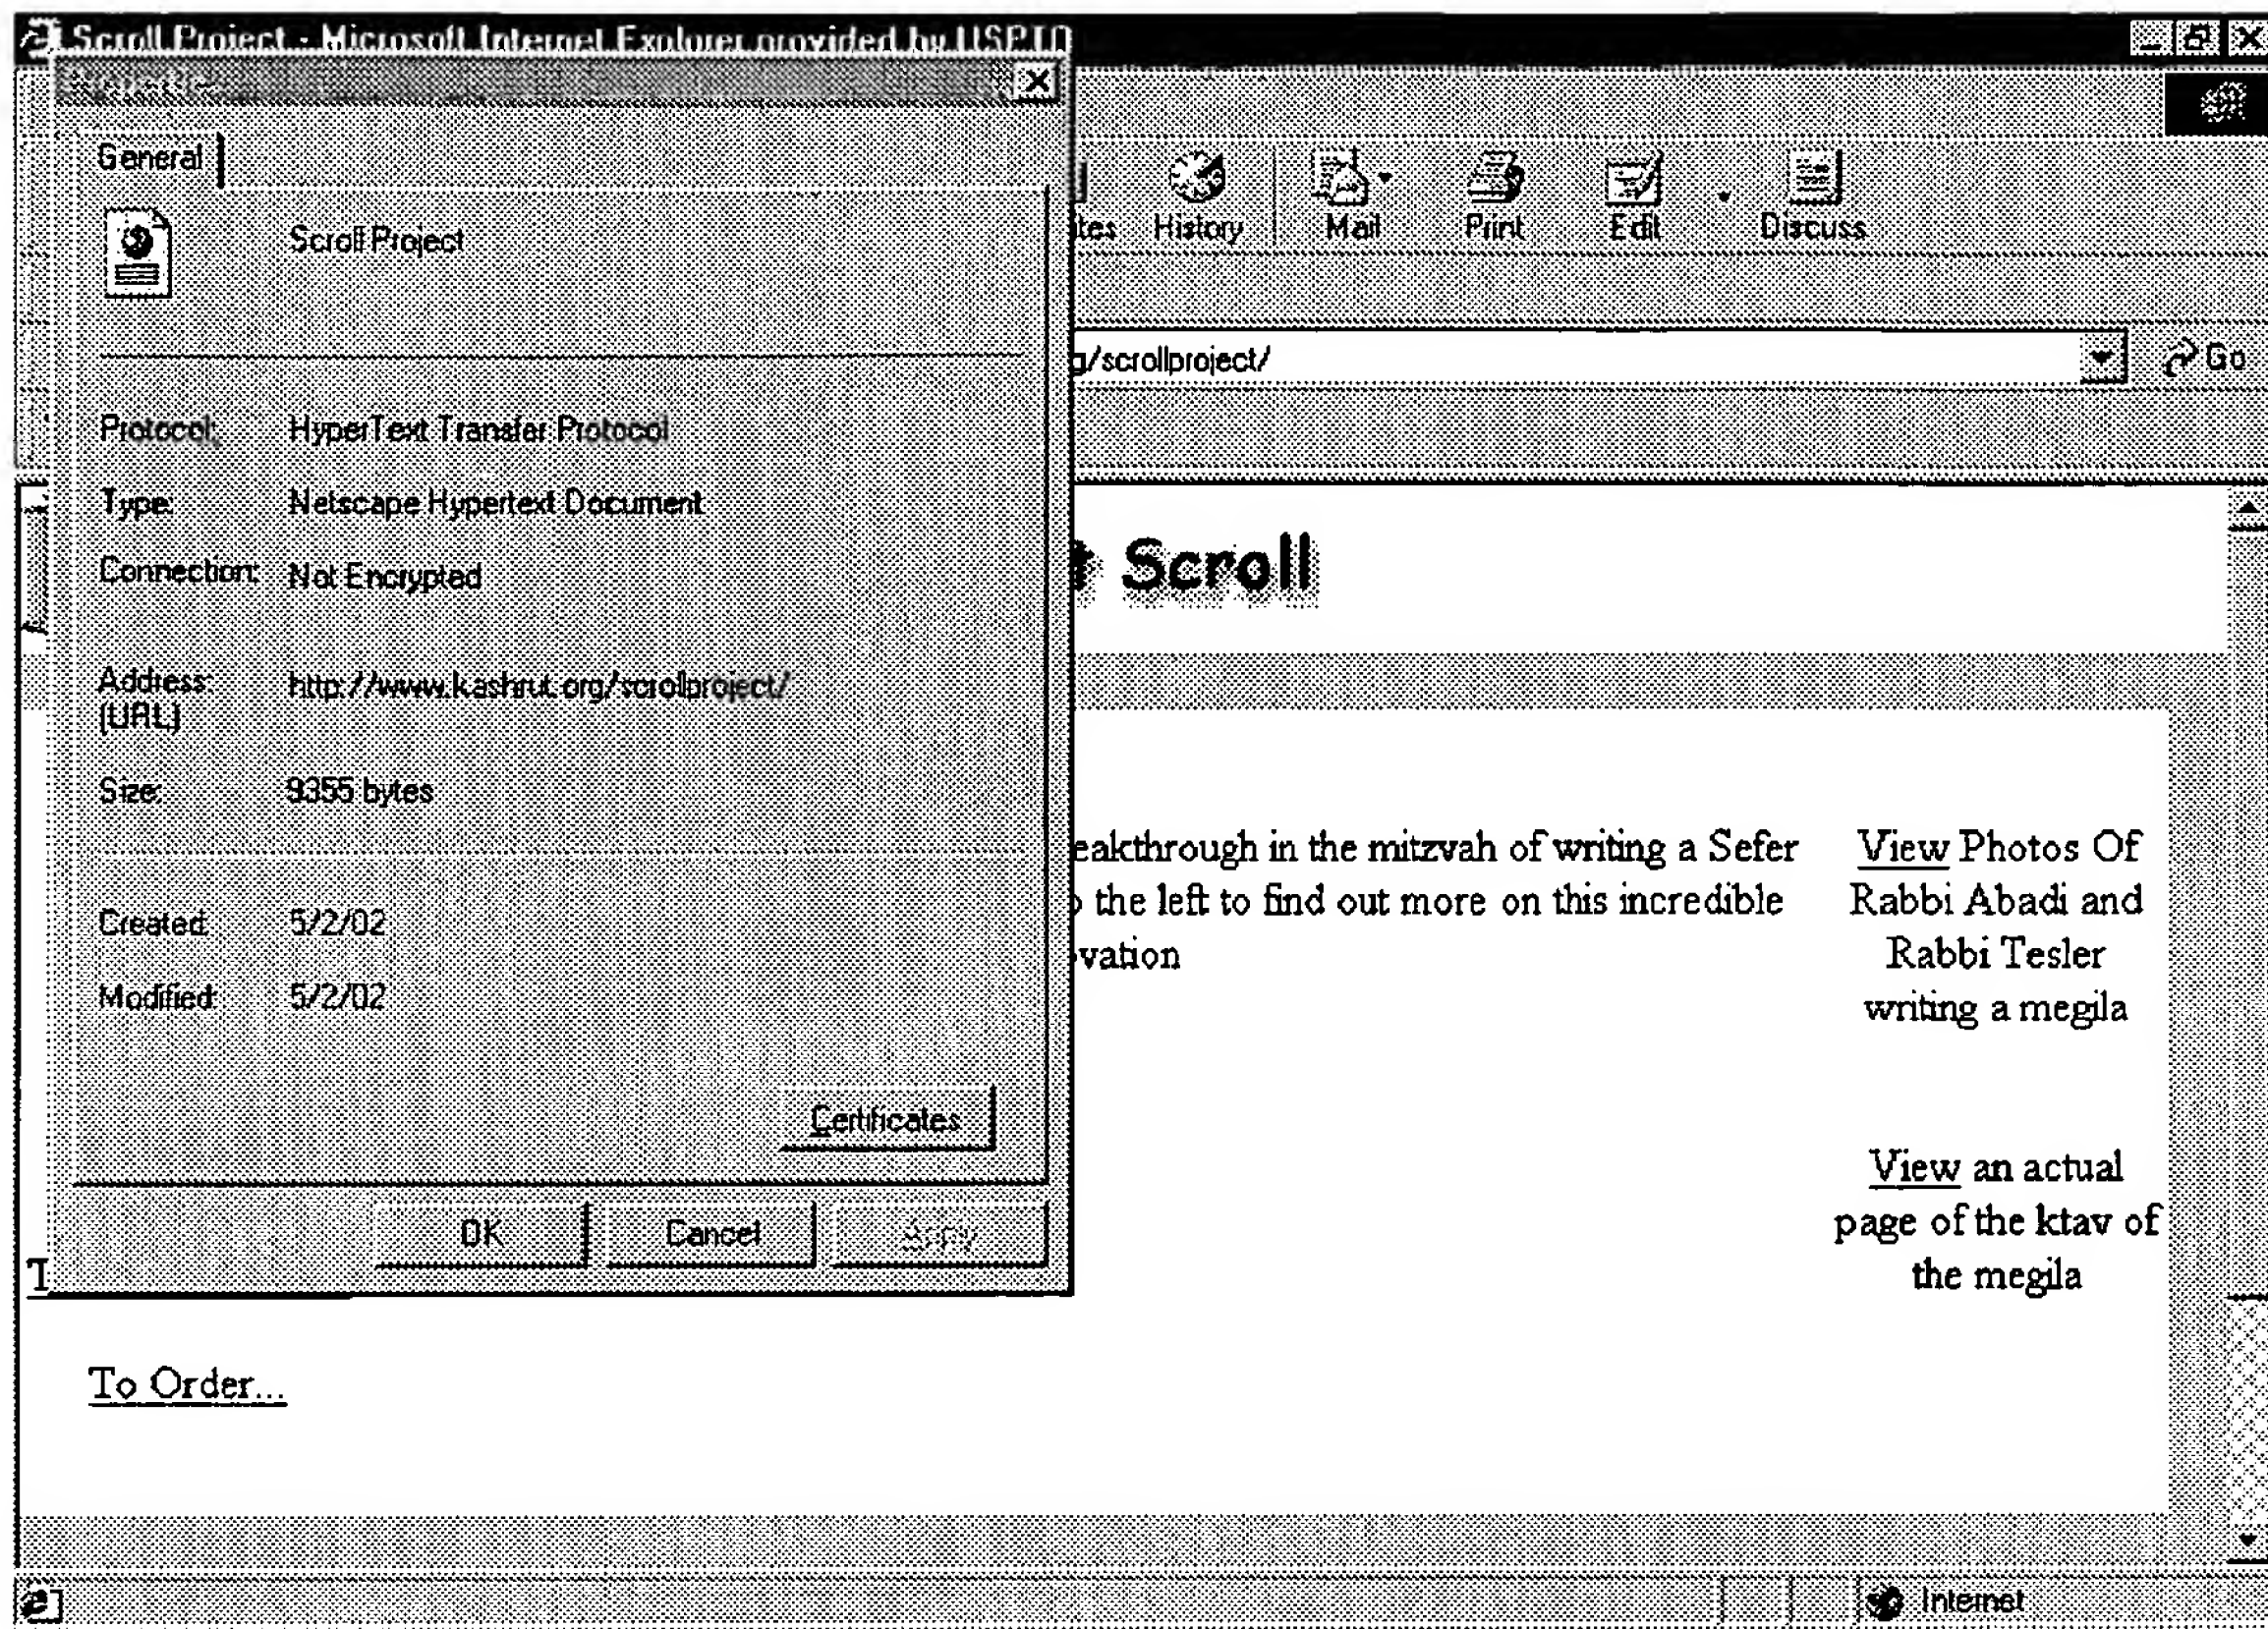 Scroll Project - Microsoft Internet Explorer provided by USPTO
Properties
General
Scroll Project
Protocol: HyperText Transfer Protocol
Type: Netscape Hypertext Document
Connection: Not Encrypted
Address: http://www.kashrut.org/scrollproject/
(URL)
Size: 9355 bytes
Created: 5/2/02
Modified: 5/2/02
Certificates
OK Cancel Apply
ites History Mail Print Edit Discuss
g/scrollproject/ Go
t Scroll
eakthrough in the mitzvah of writing a Sefer
o the left to find out more on this incredible
vation
View Photos Of
Rabbi Abadi and
Rabbi Tesler
writing a megila
View an actual
page of the ktav of
the megila
T
To Order...
Internet